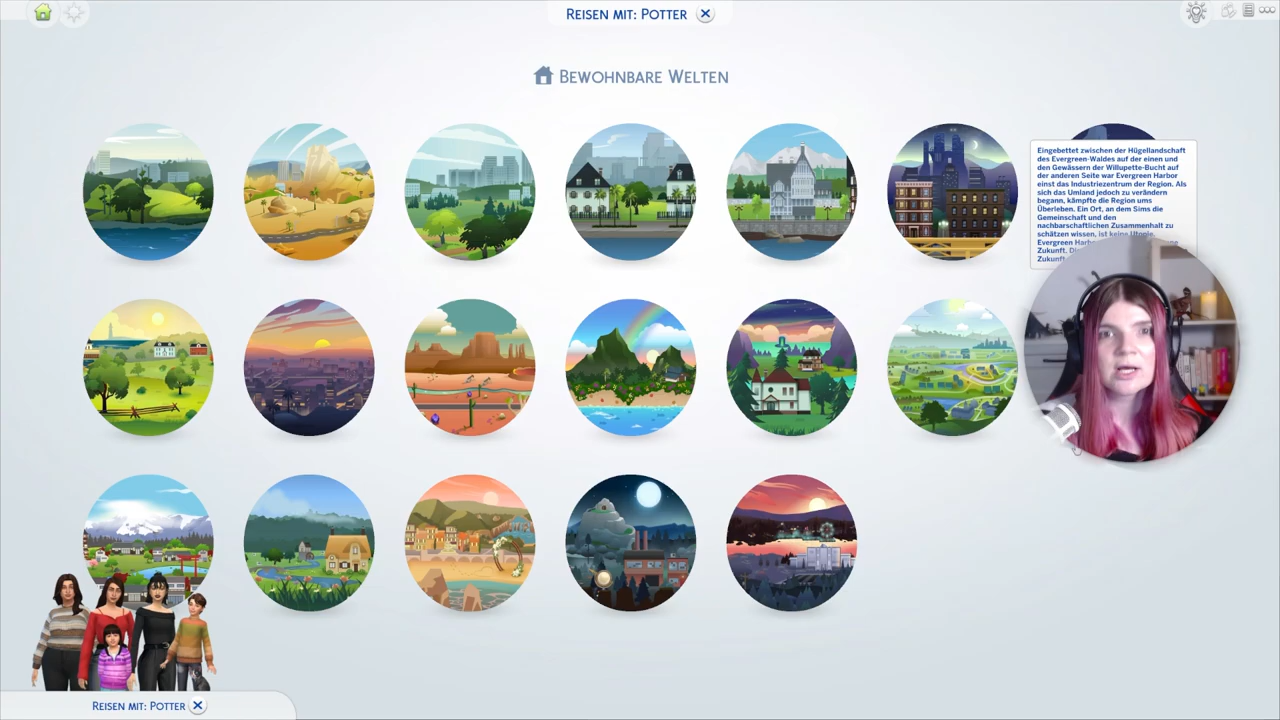 Reisen mit: Potter
Bewohnbare Welten
Eingebettet zwischen der Hügellandschaft
des Evergreen-Waldes auf der einen und
den Gewässern der Willupette-Bucht auf
der anderen Seite war Evergreen Harbor
einst das Industriezentrum der Region. Als
sich das Umland jedoch zu verändern
begann, kämpfte die Region ums
Überleben. Ein Ort, an dem Sims die
Gemeinschaft und den
nachbarschaftlichen Zusammenhalt zu
schätzen wissen, ist keine Utopie.
Evergreen
Zukunft.
Zukunft
Reisen mit: Potter